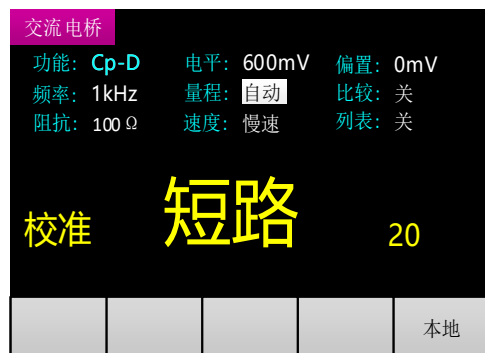 交流电桥
功能: Cp-D 电平: 600mV 偏置: 0mV
频率: 1kHz 量程: 自动 比较: 关
阻抗: 100 Ω 速度: 慢速 列表: 关
校准 短路 20
本地